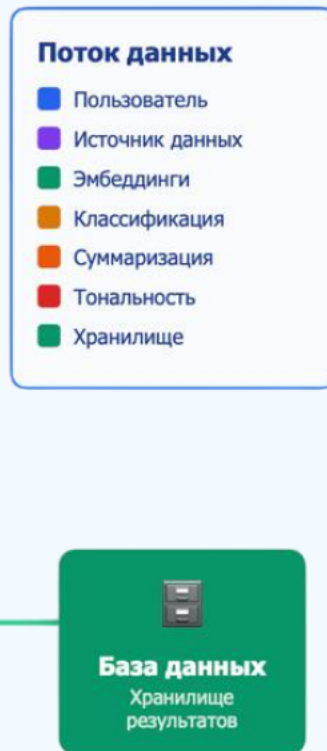 Поток данных
Пользователь
Источник данных
Эмбеддинги
Классификация
Суммаризация
Тональность
Хранилище
База данных
Хранилище
результатов